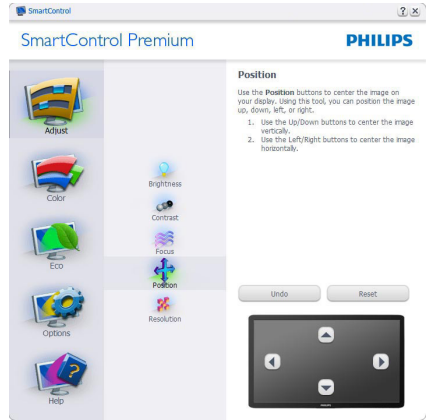 SmartControl
SmartControl Premium
PHILIPS
Adjust
Color
Eco
Options
Help
Brightness
Contrast
Focus
Position
Resolution
Position
Use the Position buttons to center the image on
your display. Using this tool, you can position the image
up, down, left, or right.
1. Use the Up/Down buttons to center the image
vertically.
2. Use the Left/Right buttons to center the image
horizontally.
Undo
Reset
PHILIPS